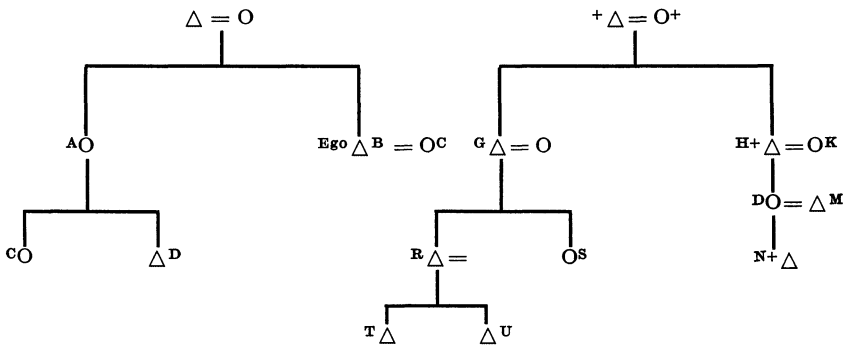 △ = O + △ = O+
A O Ego △ B = O C G △ = O H+ △ = O K
D O = △ M
C O △ D R △ = O S N+ △
T △ △ U